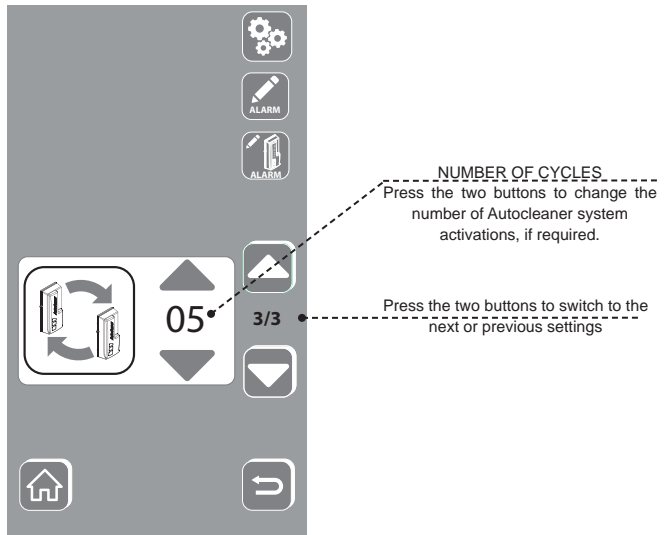 ALARM
ALARM
NUMBER OF CYCLES
Press the two buttons to change the
number of Autocleaner system
activations, if required.
05
3/3
Press the two buttons to switch to the
next or previous settings